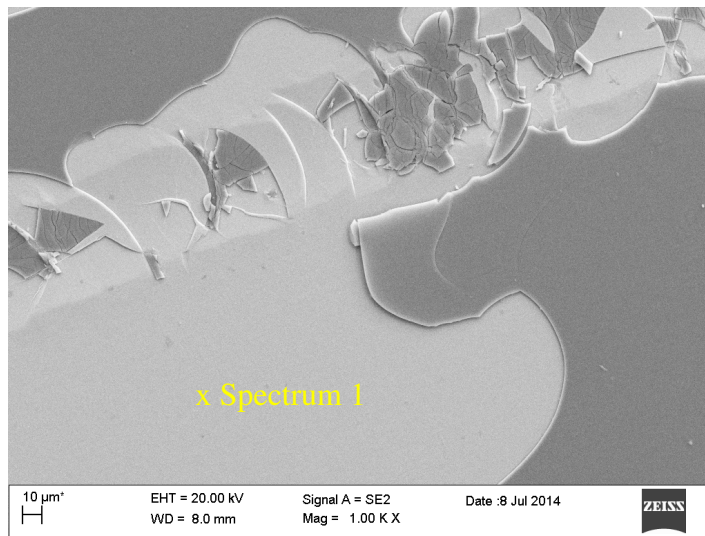 x Spectrum 1
10 µm*
EHT = 20.00 kV
Signal A = SE2
Date :8 Jul 2014
ZEISS
WD = 8.0 mm
Mag = 1.00 K X